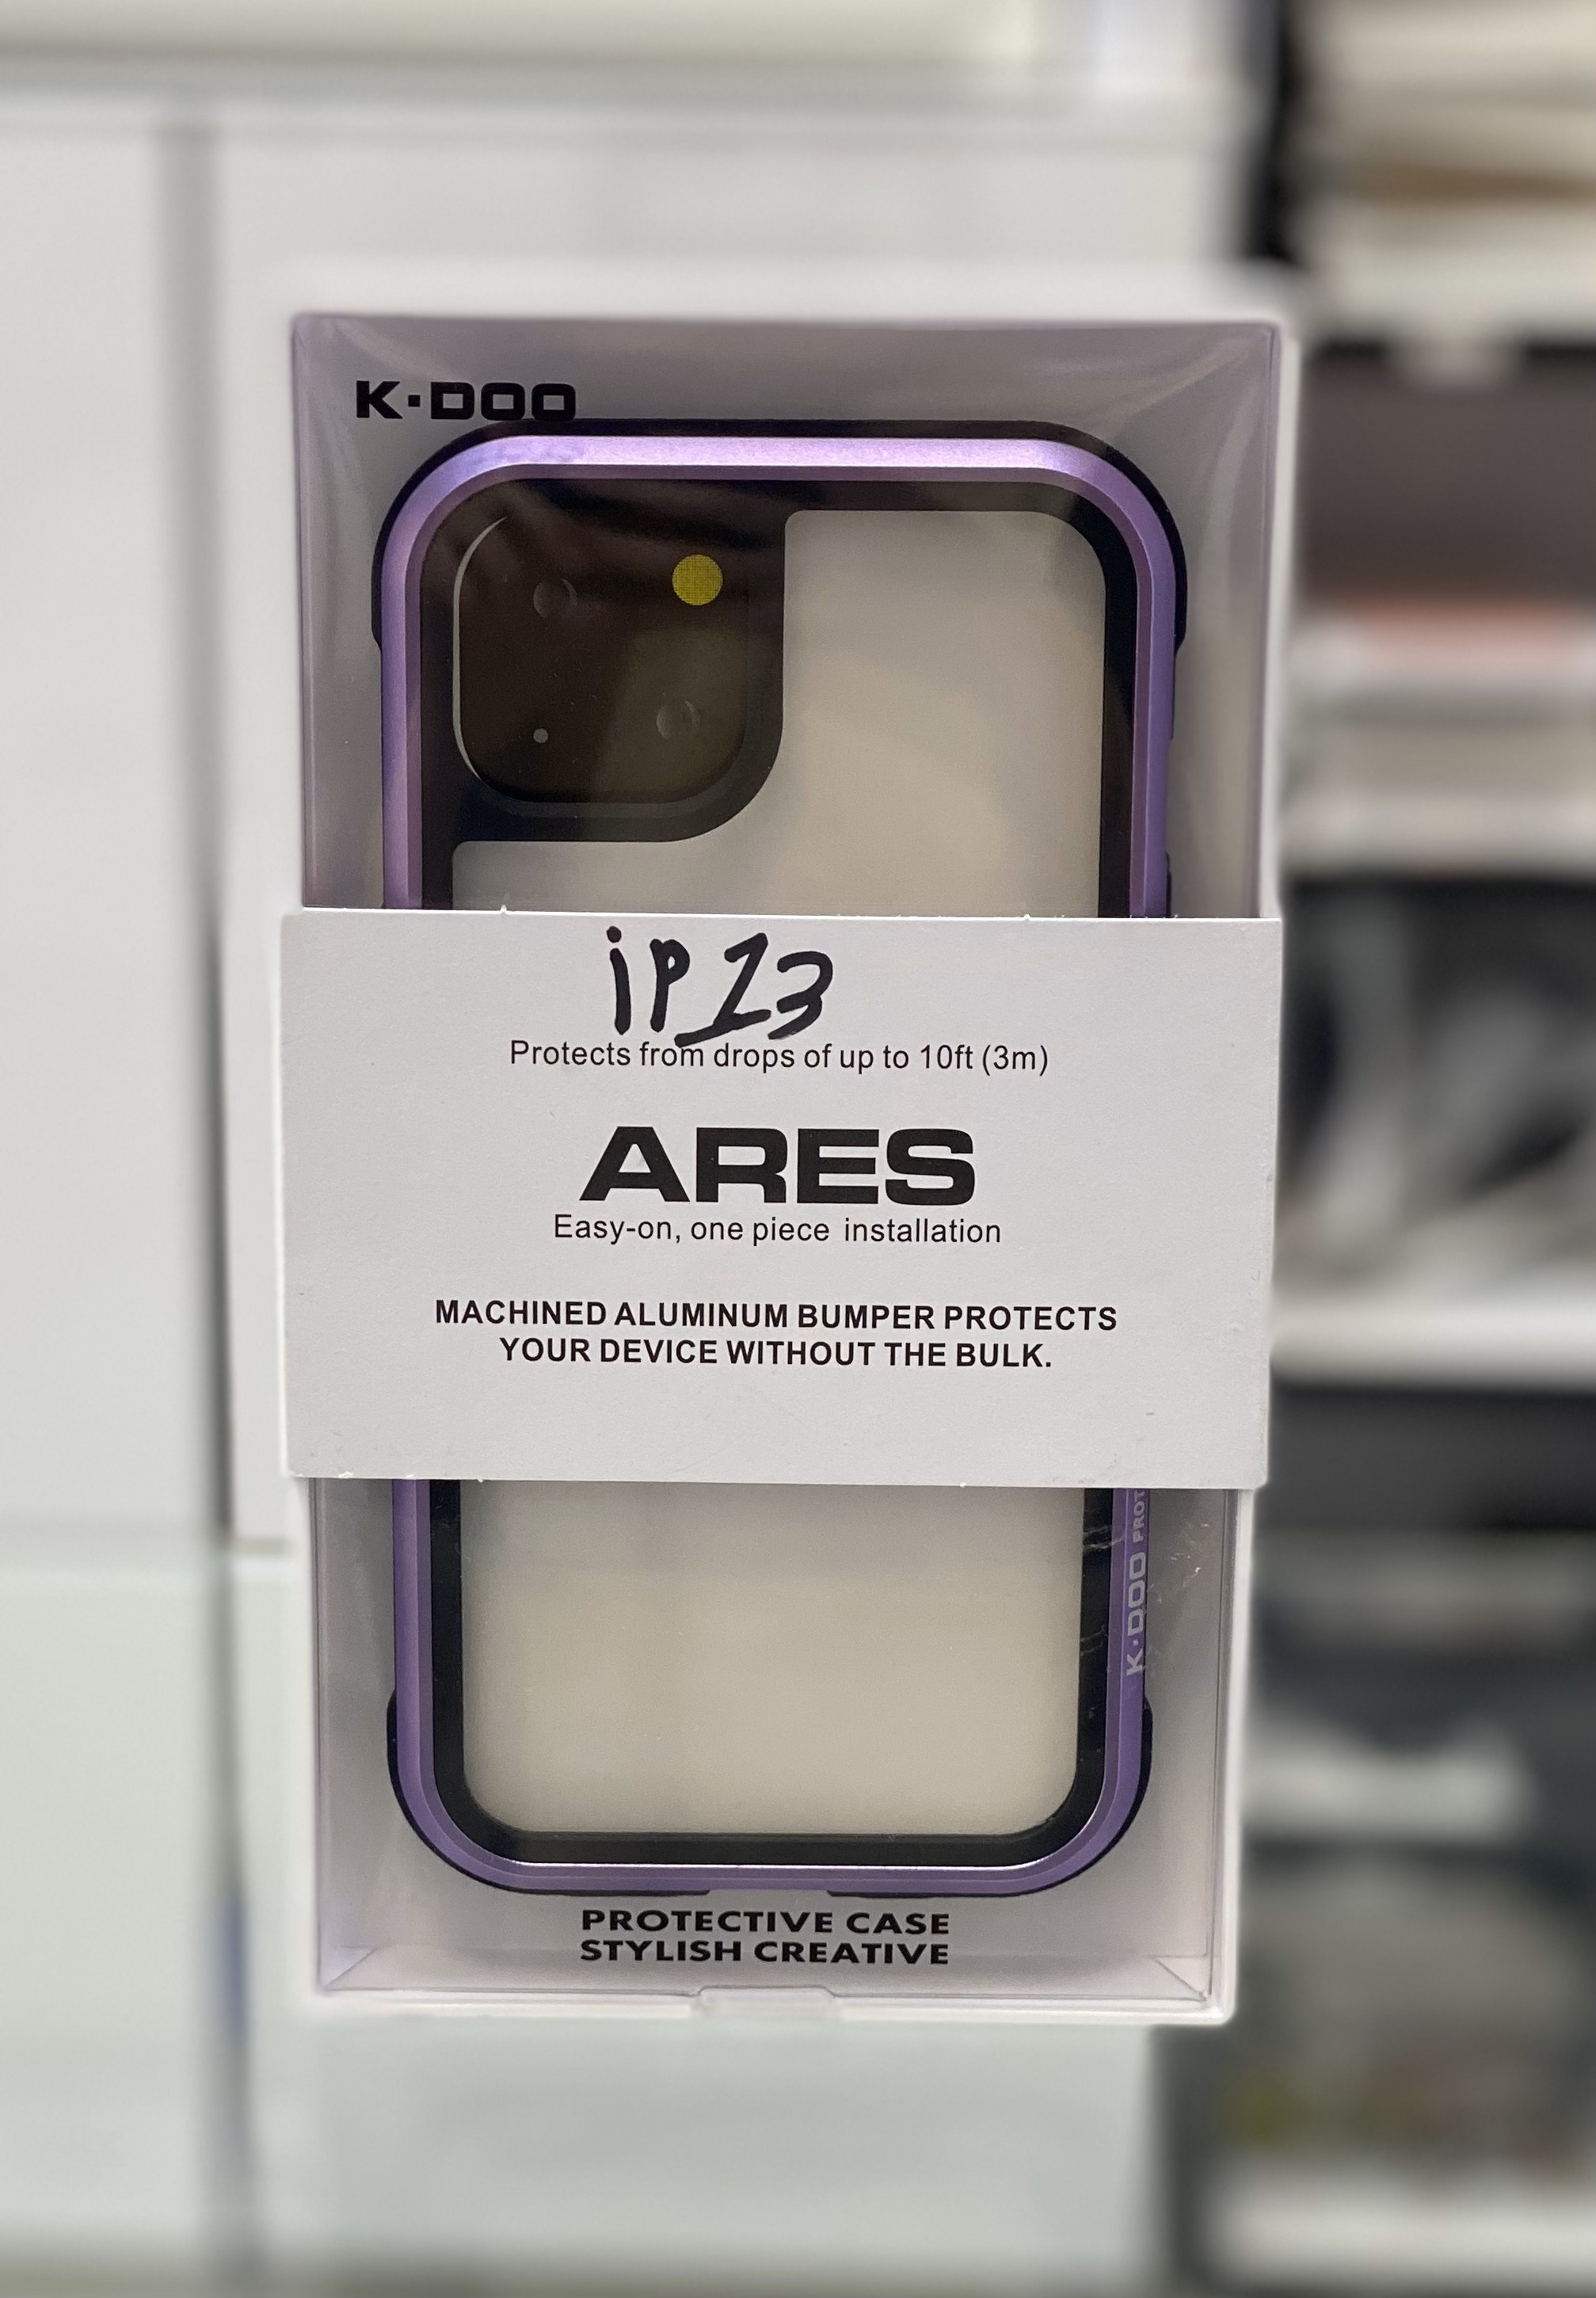 K·DOO
iP13
Protects from drops of up to 10ft (3m)
ARES
Easy-on, one piece installation
MACHINED ALUMINUM BUMPER PROTECTS
YOUR DEVICE WITHOUT THE BULK.
K·DOO
PROTECTIVE CASE
STYLISH CREATIVE